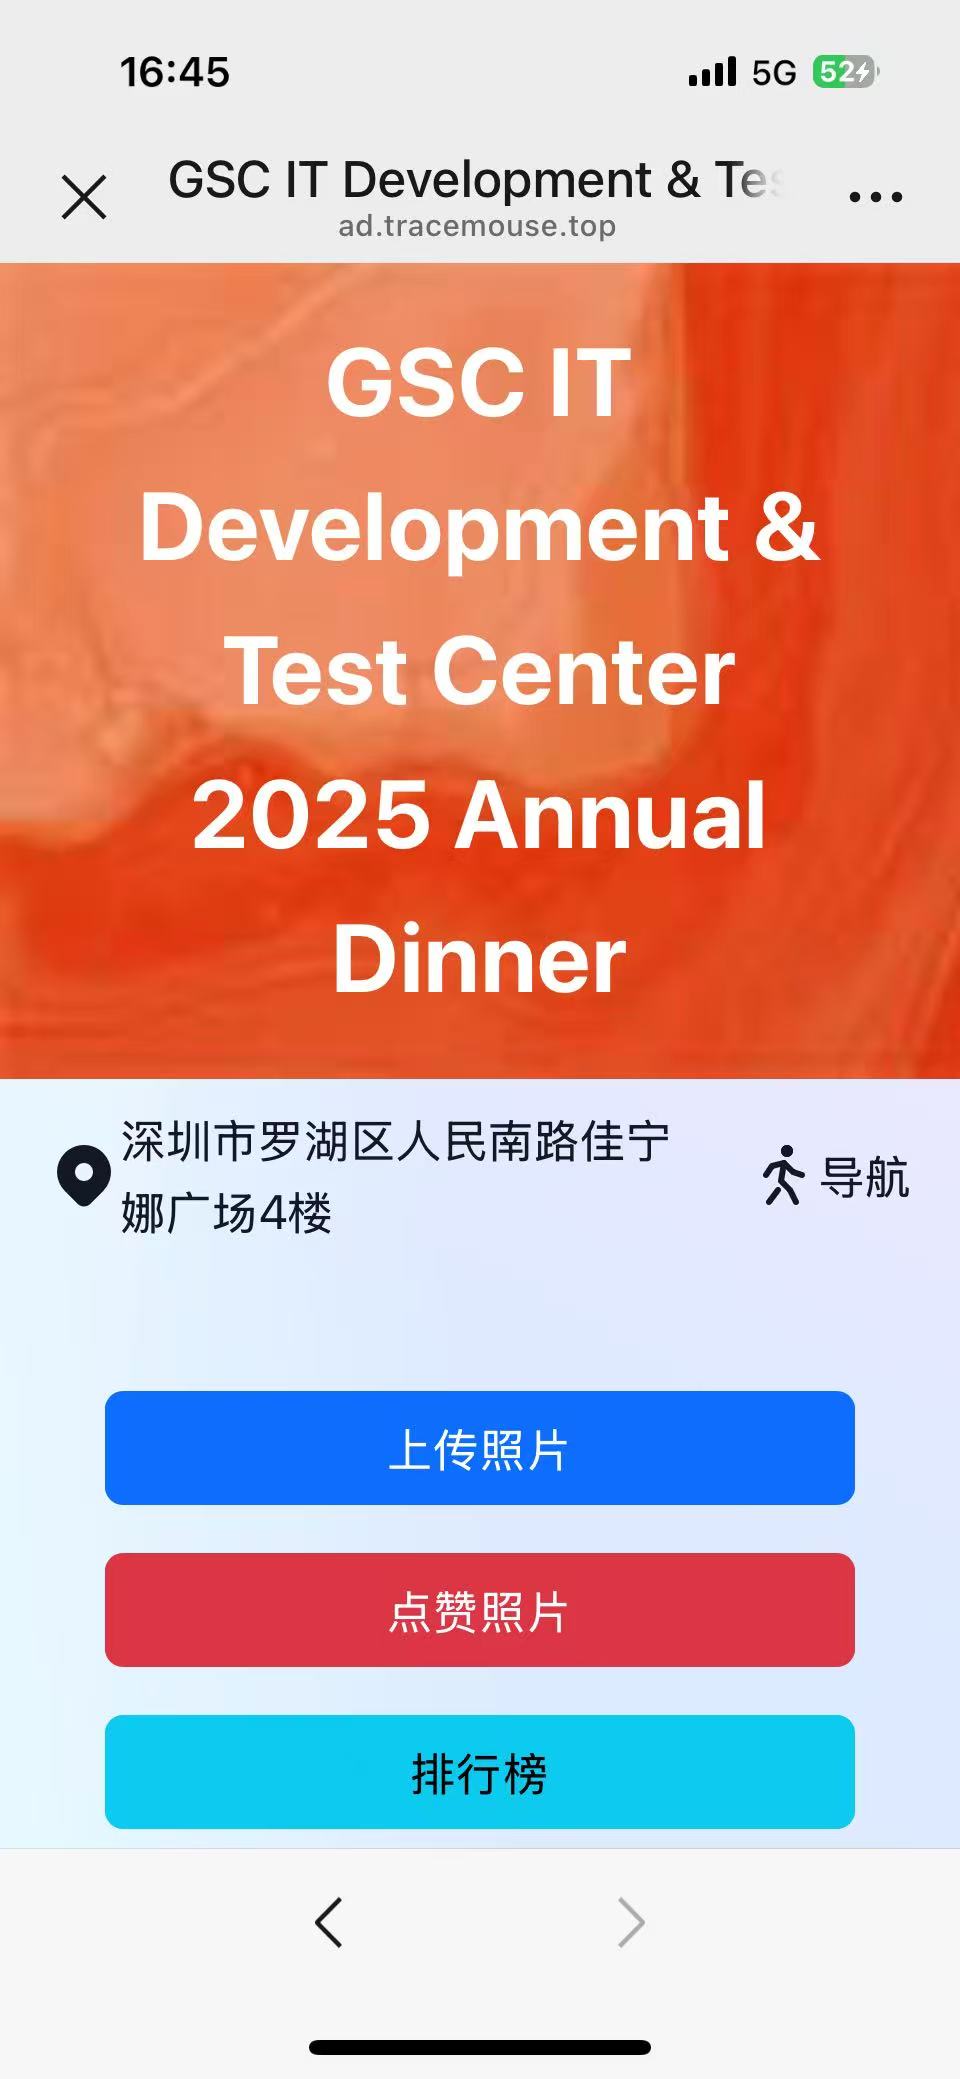 16:45 5G 52
GSC IT Development & Tes
ad.tracemouse.top
GSC IT
Development &
Test Center
2025 Annual
Dinner
深圳市罗湖区人民南路佳宁
娜广场4楼
导航
上传照片
点赞照片
排行榜